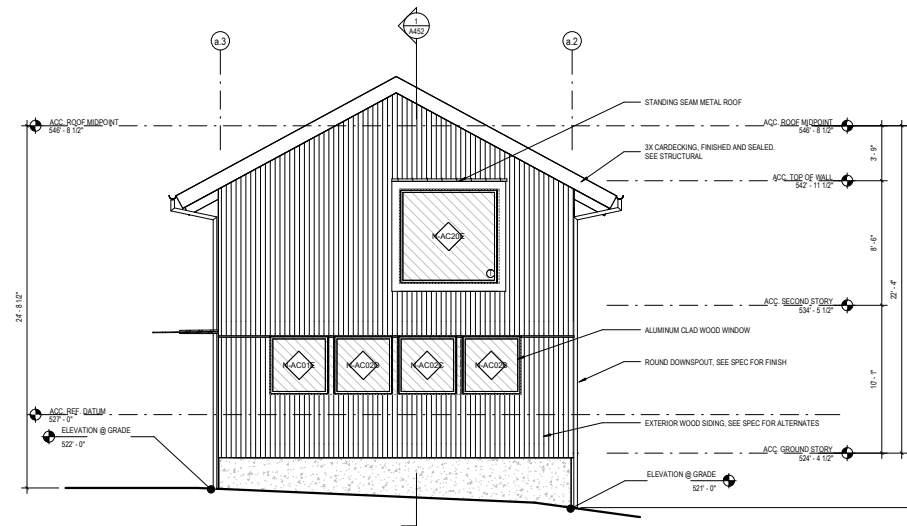 1
A452
a.3
a.2
STANDING SEAM METAL ROOF
ACC. ROOF MIDPOINT
546' - 8 1/2"
ACC. ROOF MIDPOINT
546' - 8 1/2"
3X CARDECKING, FINISHED AND SEALED.
SEE STRUCTURAL
3' - 9"
ACC. TOP OF WALL
542' - 11 1/2"
N-AC20E
T
8' - 6"
22' - 4"
24' - 8 1/2"
ACC. SECOND STORY
534' - 5 1/2"
ALUMINUM CLAD WOOD WINDOW
N-AC01E
N-AC02D
N-AC02C
N-AC02B
ROUND DOWNSPOUT, SEE SPEC FOR FINISH
10' - 1"
ACC. REF. DATUM
527' - 0"
ELEVATION @ GRADE
522' - 0"
EXTERIOR WOOD SIDING, SEE SPEC FOR ALTERNATES
ACC. GROUND STORY
524' - 4 1/2"
ELEVATION @ GRADE
521' - 0"